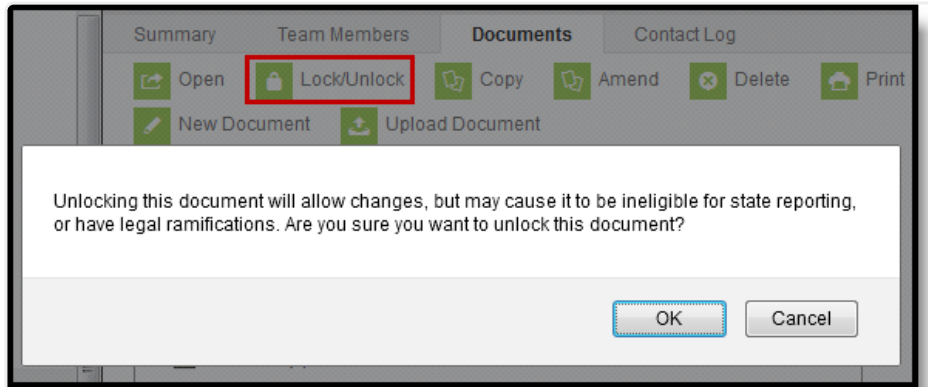 Summary Team Members Documents Contact Log
Open Lock/Unlock Copy Amend Delete Print
New Document Upload Document
Unlocking this document will allow changes, but may cause it to be ineligible for state reporting,
or have legal ramifications. Are you sure you want to unlock this document?
OK Cancel